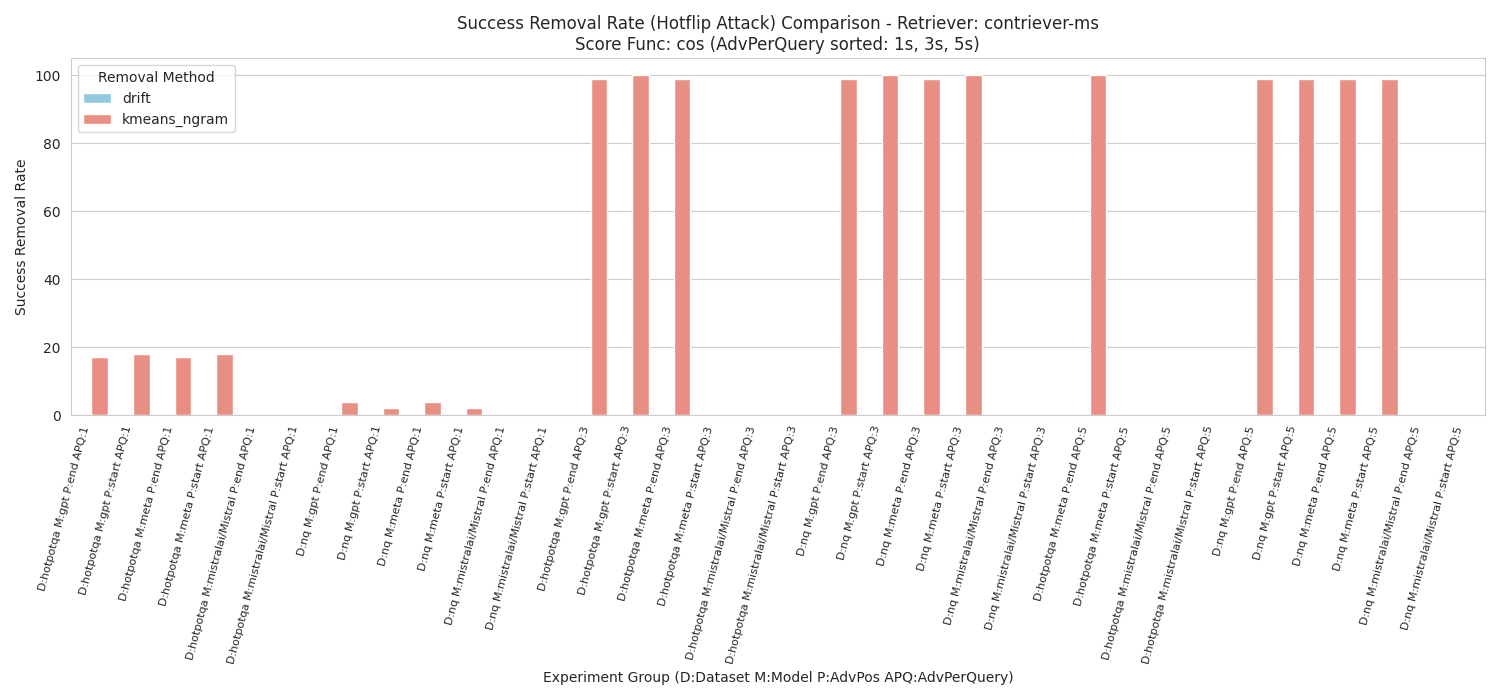 Success Removal Rate (Hotflip Attack) Comparison - Retriever: contriever-ms
Score Func: cos (AdvPerQuery sorted: 1s, 3s, 5s)
Removal Method
drift
kmeans_ngram
Success Removal Rate
100
80
60
40
20
0
D:hotpotqa M:gpt P:end APQ:1
D:hotpotqa M:gpt P:start APQ:1
D:hotpotqa M:meta P:end APQ:1
D:hotpotqa M:meta P:start APQ:1
D:hotpotqa M:mistralai/Mistral P:end APQ:1
D:hotpotqa M:mistralai/Mistral P:start APQ:1
D:nq M:gpt P:end APQ:1
D:nq M:gpt P:start APQ:1
D:nq M:meta P:end APQ:1
D:nq M:meta P:start APQ:1
D:nq M:mistralai/Mistral P:end APQ:1
D:nq M:mistralai/Mistral P:start APQ:1
D:hotpotqa M:gpt P:end APQ:3
D:hotpotqa M:gpt P:start APQ:3
D:hotpotqa M:meta P:end APQ:3
D:hotpotqa M:meta P:start APQ:3
D:hotpotqa M:mistralai/Mistral P:end APQ:3
D:hotpotqa M:mistralai/Mistral P:start APQ:3
D:nq M:gpt P:end APQ:3
D:nq M:gpt P:start APQ:3
D:nq M:meta P:end APQ:3
D:nq M:meta P:start APQ:3
D:nq M:mistralai/Mistral P:end APQ:3
D:nq M:mistralai/Mistral P:start APQ:3
D:hotpotqa M:meta P:end APQ:5
D:hotpotqa M:meta P:start APQ:5
D:hotpotqa M:mistralai/Mistral P:end APQ:5
D:hotpotqa M:mistralai/Mistral P:start APQ:5
D:nq M:gpt P:end APQ:5
D:nq M:gpt P:start APQ:5
D:nq M:meta P:end APQ:5
D:nq M:meta P:start APQ:5
D:nq M:mistralai/Mistral P:end APQ:5
D:nq M:mistralai/Mistral P:start APQ:5
Experiment Group (D:Dataset M:Model P:AdvPos APQ:AdvPerQuery)